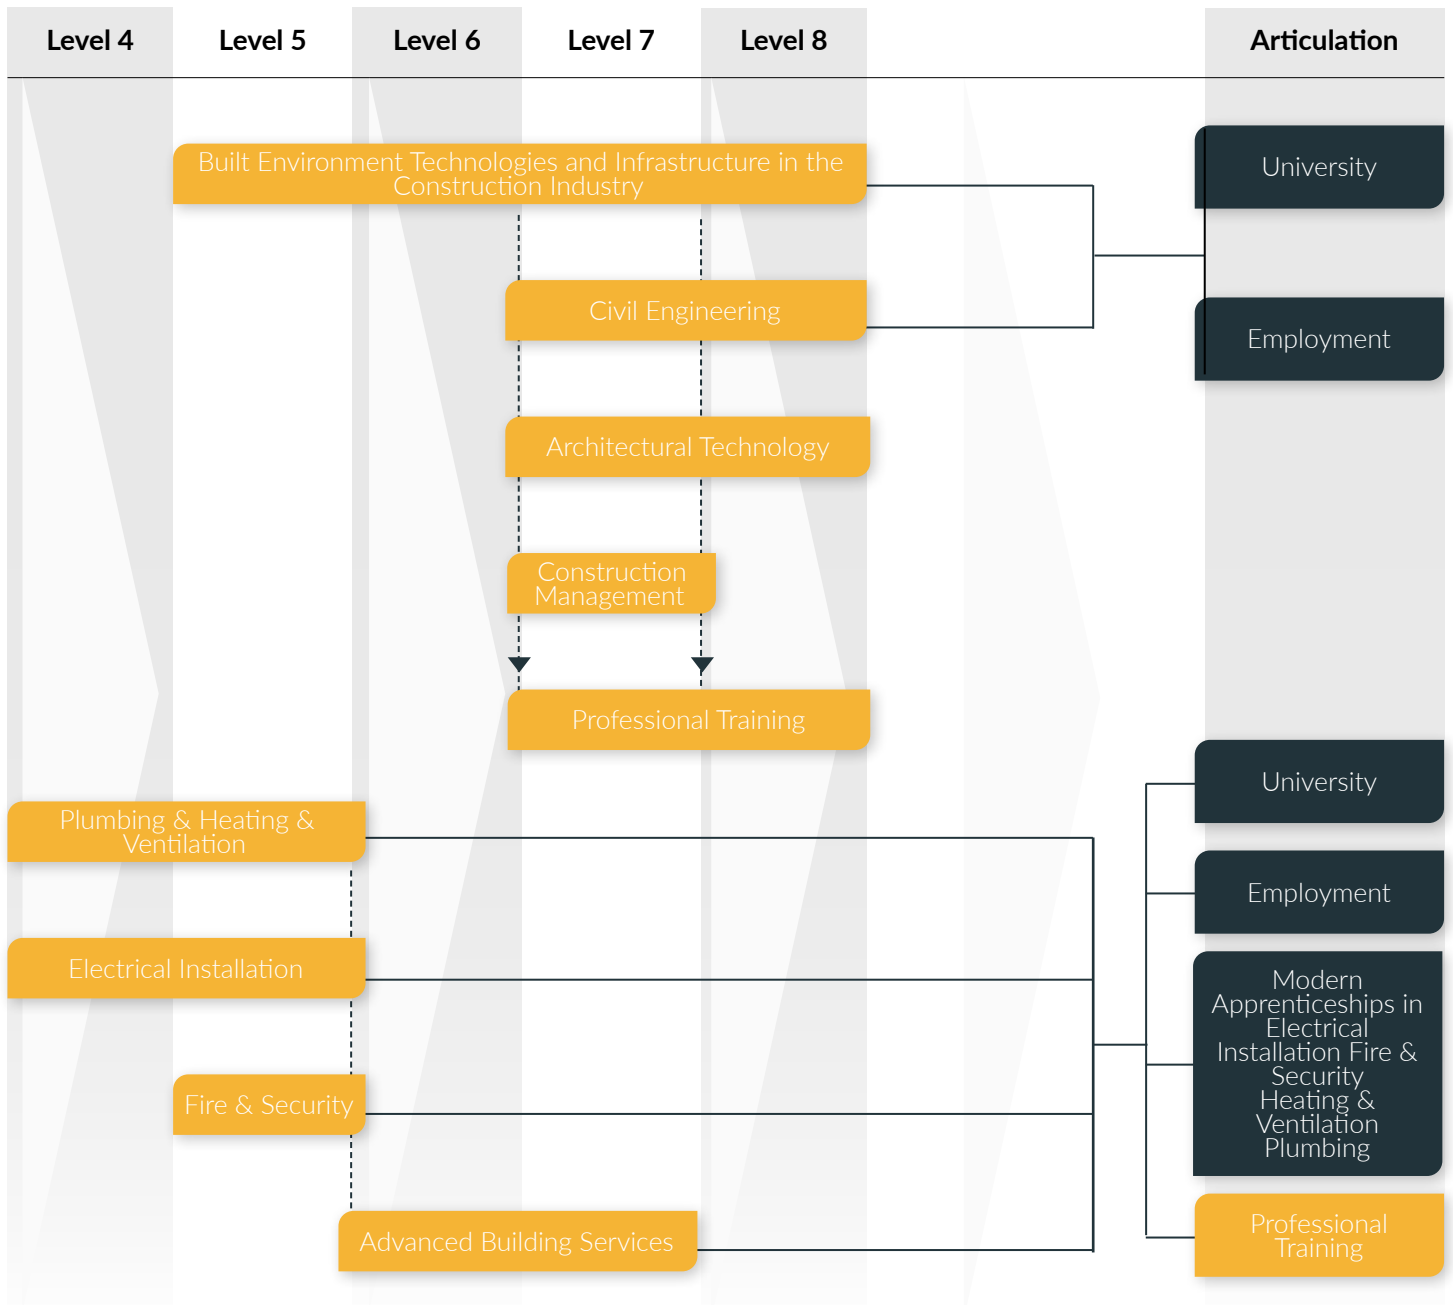 Level 4
Level 5
Level 6
Level 7
Level 8
Articulation
Built Environment Technologies and Infrastructure in the
Construction Industry
University
Civil Engineering
Employment
Architectural Technology
Construction
Management
Professional Training
University
Plumbing & Heating &
Ventilation
Employment
Electrical Installation
Modern
Apprenticeships in
Electrical
Installation Fire &
Security
Heating &
Ventilation
Plumbing
Fire & Security
Advanced Building Services
Professional
Training